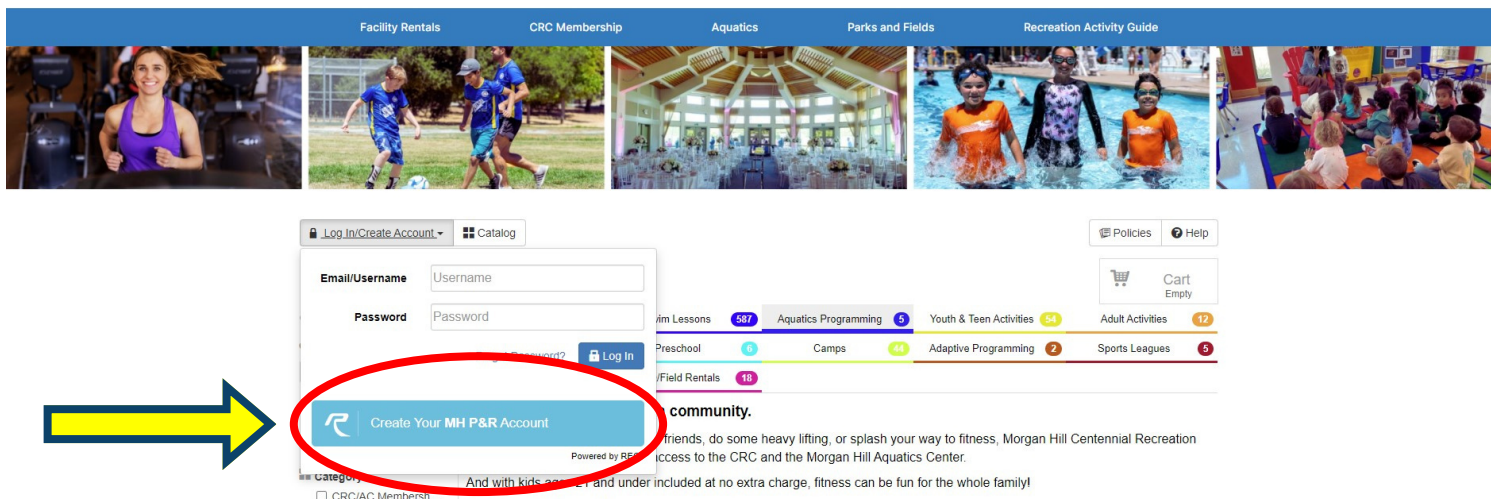 Facility Rentals CRC Membership Aquatics Parks and Fields Recreation Activity Guide
Log In/Create Account Catalog Policies Help
Email/Username Username
Cart
Empty
Password Password
Lessons 587 Aquatics Programming 5 Youth & Teen Activities 54 Adult Activities 12
Password? Log In
Preschool 6 Camps 44 Adaptive Programming 2 Sports Leagues 5
/Field Rentals 18
Create Your MH P&R Account
community.
friends, do some heavy lifting, or splash your way to fitness, Morgan Hill Centennial Recreation
Powered by
access to the CRC and the Morgan Hill Aquatics Center.
Category
And with kids and under included at no extra charge, fitness can be fun for the whole family!
CRC/AC Membersh